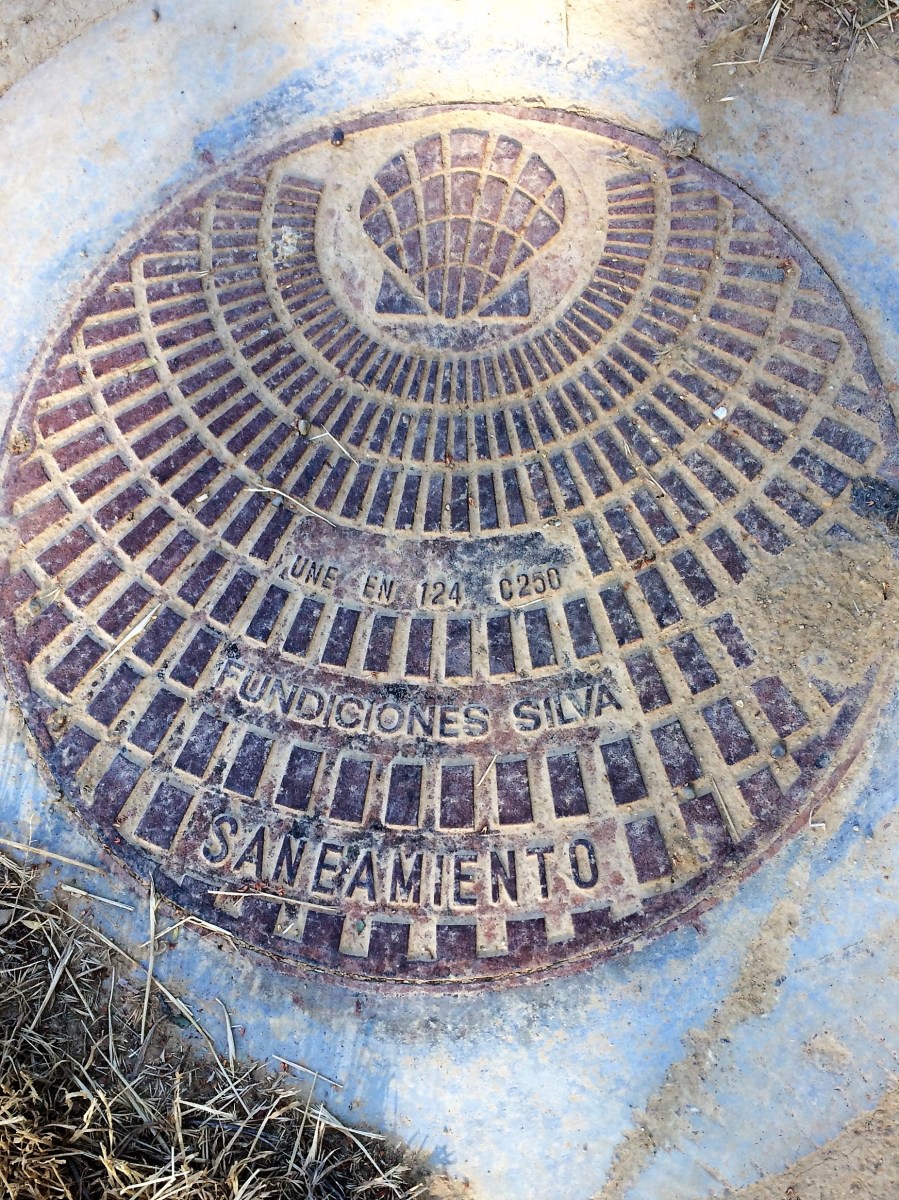 UNE EN 124 C250
FUNDICIONES SILVA
SANEAMIENTO